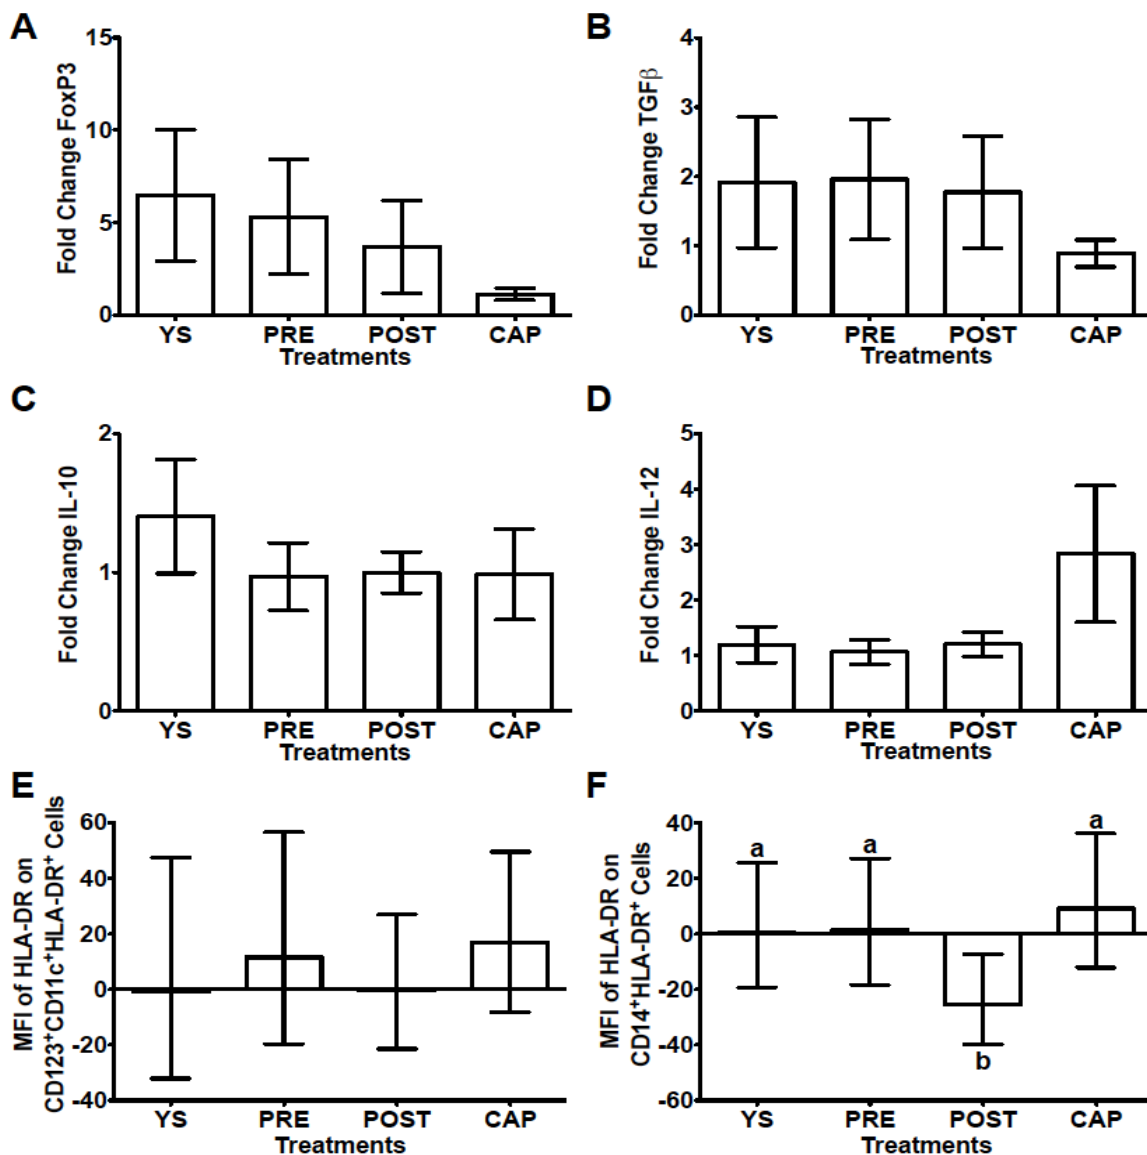 A
Fold Change FoxP3
15
10
5
0
YS PRE POST CAP
Treatments
B
Fold Change TGFβ
4
3
2
1
0
YS PRE POST CAP
Treatments
C
Fold Change IL-10
2
1
0
YS PRE POST CAP
Treatments
D
Fold Change IL-12
5
4
3
2
1
0
YS PRE POST CAP
Treatments
E
MFI of HLA-DR on
CD123⁺CD11c⁺HLA-DR⁺ Cells
60
40
20
0
-20
-40
YS PRE POST CAP
Treatments
F
MFI of HLA-DR on
CD14⁺HLA-DR⁺ Cells
40
20
0
-20
-40
-60
a a a
b
YS PRE POST CAP
Treatments